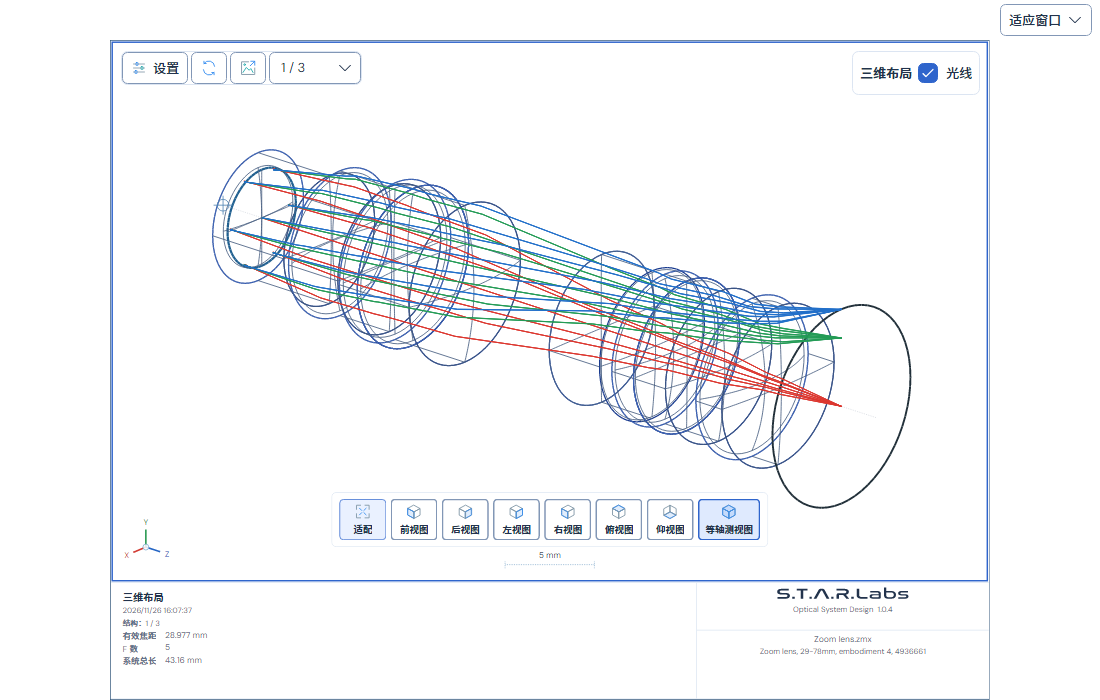 适应窗口
设置
1 / 3
三维布局
光线
Y
X
Z
适配
前视图
后视图
左视图
右视图
俯视图
仰视图
等轴测视图
5 mm
三维布局
2026/11/26 16:07:37
结构: 1 / 3
有效焦距 28.977 mm
F 数 5
系统总长 43.16 mm
S.T.A.R.Labs
Optical System Design 1.0.4
Zoom lens.zmx
Zoom lens, 29-78mm, embodiment 4, 4936661